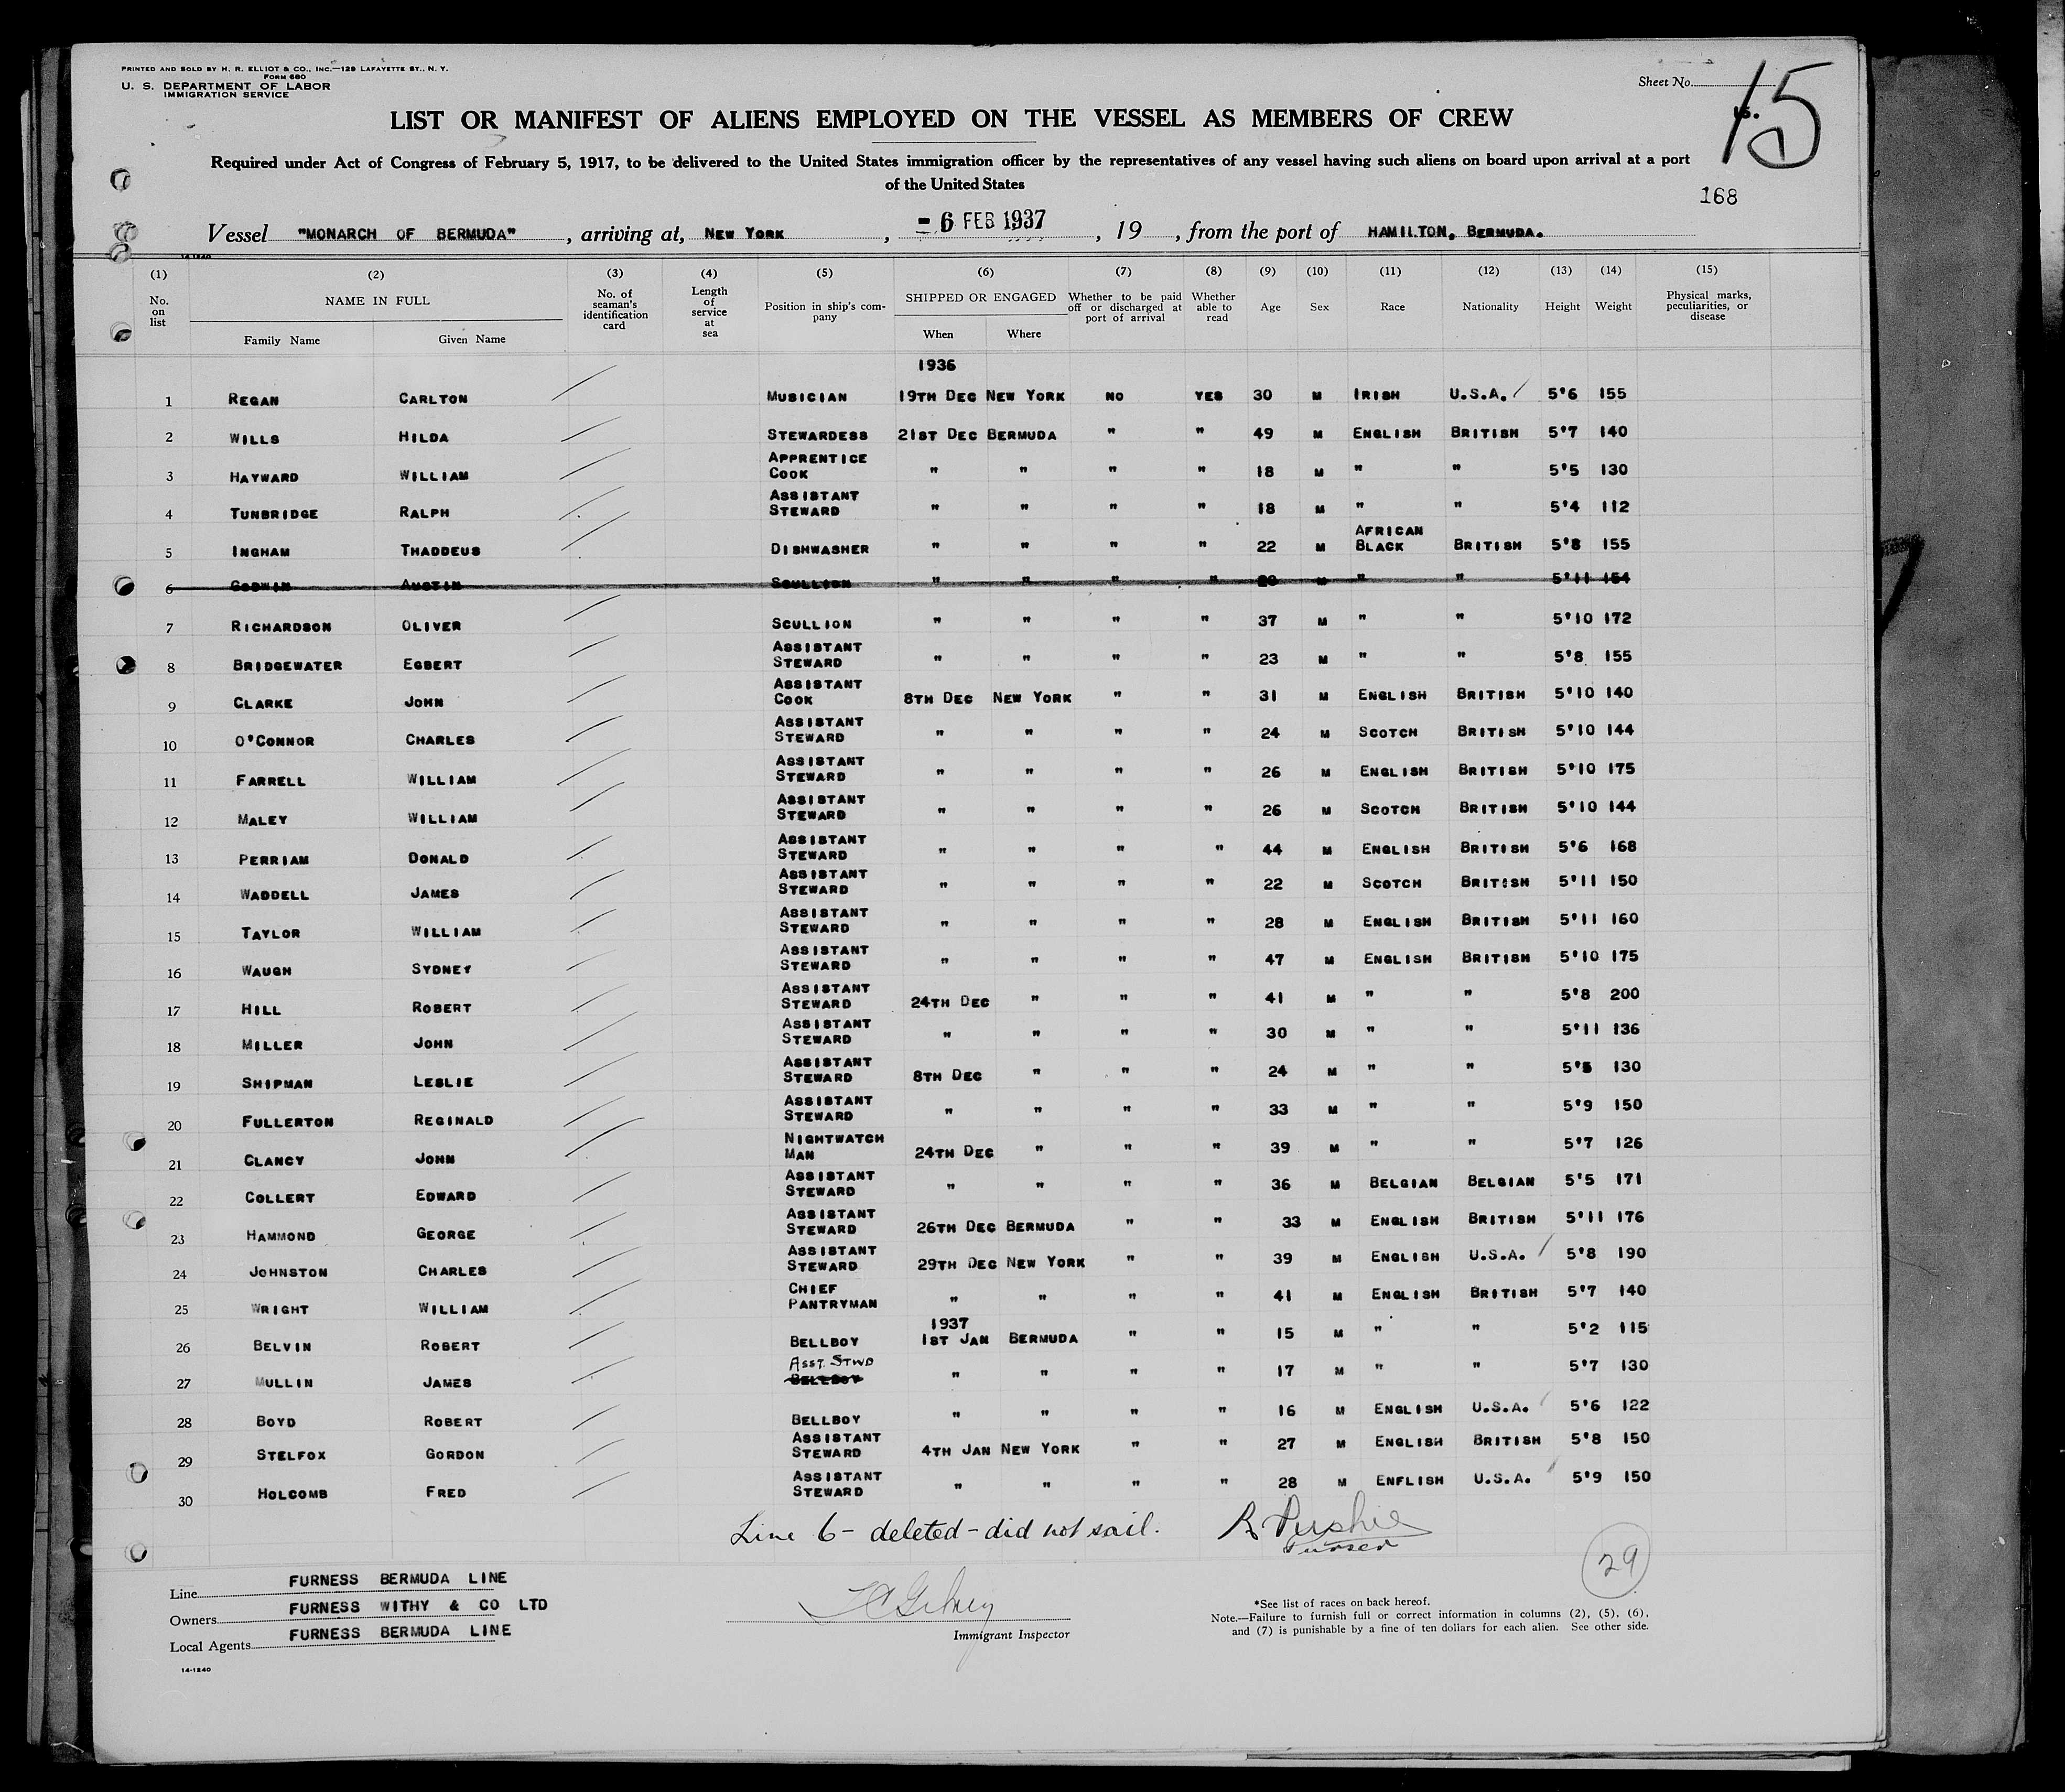 PRINTED AND SOLD BY H. R. ELLIOT & CO., INC.—129 LAFAYETTE ST., N. Y.
FORM 680
U. S. DEPARTMENT OF LABOR
IMMIGRATION SERVICE
Sheet No.
15
LIST OR MANIFEST OF ALIENS EMPLOYED ON THE VESSEL AS MEMBERS OF CREW
Required under Act of Congress of February 5, 1917, to be delivered to the United States immigration officer by the representatives of any vessel having such aliens on board upon arrival at a port
of the United States
168
Vessel "MONARCH OF BERMUDA", arriving at, NEW YORK, - 6 FEB 1937, 19, from the port of HAMILTON, BERMUDA.
14-1240
(1) (2) (3) (4) (5) (6) (7) (8) (9) (10) (11) (12) (13) (14) (15)
No. on list NAME IN FULL Family Name Given Name No. of seaman's identification card Length of service at sea Position in ship's company SHIPPED OR ENGAGED When Where Whether to be paid off or discharged at port of arrival Whether able to read Age Sex Race Nationality Height Weight Physical marks, peculiarities, or disease
1936
1 REGAN CARLTON MUSICIAN 19TH DEC NEW YORK NO YES 30 M IRISH U.S.A. 5'6 155
2 WILLS HILDA STEWARDESS 21ST DEC BERMUDA " " 49 M ENGLISH BRITISH 5'7 140
3 HAYWARD WILLIAM APPRENTICE COOK " " " " 18 M " " 5'5 130
4 TUNBRIDGE RALPH ASSISTANT STEWARD " " " " 18 M " " 5'4 112
5 INGHAM THADDEUS DISHWASHER " " " " 22 M AFRICAN BLACK BRITISH 5'8 155
6 GODWIN AUSTIN SCULLION " " " " M " " 5'11 154
7 RICHARDSON OLIVER SCULLION " " " " 37 M " " 5'10 172
8 BRIDGEWATER EGBERT ASSISTANT STEWARD " " " " 23 M " " 5'8 155
9 CLARKE JOHN ASSISTANT COOK 8TH DEC NEW YORK " " 31 M ENGLISH BRITISH 5'10 140
10 O'CONNOR CHARLES ASSISTANT STEWARD " " " " 24 M SCOTCH BRITISH 5'10 144
11 FARRELL WILLIAM ASSISTANT STEWARD " " " " 26 M ENGLISH BRITISH 5'10 175
12 MALEY WILLIAM ASSISTANT STEWARD " " " " 26 M SCOTCH BRITISH 5'10 144
13 PERRIAM DONALD ASSISTANT STEWARD " " " " 44 M ENGLISH BRITISH 5'6 168
14 WADDELL JAMES ASSISTANT STEWARD " " " " 22 M SCOTCH BRITISH 5'11 150
15 TAYLOR WILLIAM ASSISTANT STEWARD " " " " 28 M ENGLISH BRITISH 5'11 160
16 WAUGH SYDNEY ASSISTANT STEWARD " " " " 47 M ENGLISH BRITISH 5'10 175
17 HILL ROBERT ASSISTANT STEWARD 24TH DEC " " " 41 M " " 5'8 200
18 MILLER JOHN ASSISTANT STEWARD " " " " 30 M " " 5'11 136
19 SHIPMAN LESLIE ASSISTANT STEWARD 8TH DEC " " " 24 M " " 5'5 130
20 FULLERTON REGINALD ASSISTANT STEWARD " " " " 33 M " " 5'9 150
21 CLANCY JOHN NIGHTWATCH MAN 24TH DEC " " " 39 M " " 5'7 126
22 COLLERT EDWARD ASSISTANT STEWARD " " " " 36 M BELGIAN BELGIAN 5'5 171
23 HAMMOND GEORGE ASSISTANT STEWARD 26TH DEC BERMUDA " " 33 M ENGLISH BRITISH 5'11 176
24 JOHNSTON CHARLES ASSISTANT STEWARD 29TH DEC NEW YORK " " 39 M ENGLISH U.S.A. 5'8 190
25 WRIGHT WILLIAM CHIEF PANTRYMAN " " " " 41 M ENGLISH BRITISH 5'7 140
1937
26 BELVIN ROBERT BELLBOY 1ST JAN BERMUDA " " 15 M " " 5'2 115
27 MULLIN JAMES ASST. STWD BELLBOY " " " " 17 M " " 5'7 130
28 BOYD ROBERT BELLBOY " " " " 16 M ENGLISH U.S.A. 5'6 122
29 STELFOX GORDON ASSISTANT STEWARD 4TH JAN NEW YORK " " 27 M ENGLISH BRITISH 5'8 150
30 HOLCOMB FRED ASSISTANT STEWARD " " " " 28 M ENFLISH U.S.A. 5'9 150
Line 6 - deleted - did not sail.
Purser
29
Line FURNESS BERMUDA LINE
Owners FURNESS WITHY & CO LTD
Local Agents FURNESS BERMUDA LINE
Immigrant Inspector
*See list of races on back hereof.
Note.—Failure to furnish full or correct information in columns (2), (5), (6),
and (7) is punishable by a fine of ten dollars for each alien. See other side.
14-1240